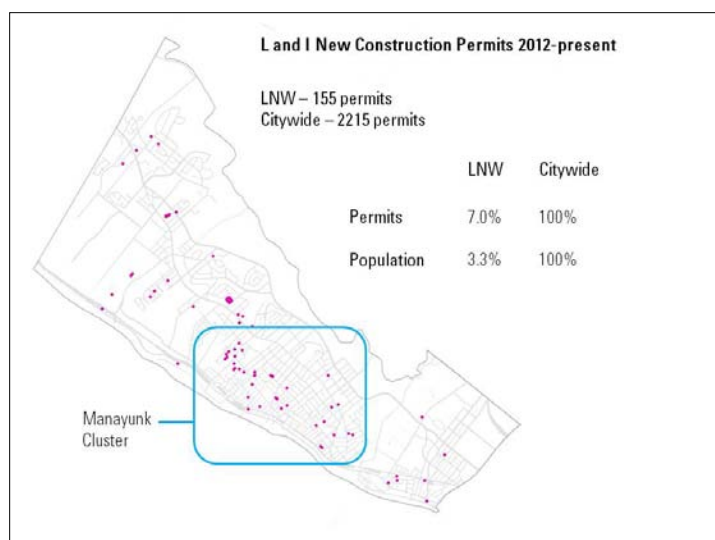 L and I New Construction Permits 2012-present
LNW – 155 permits
Citywide – 2215 permits
LNW Citywide
Permits 7.0% 100%
Population 3.3% 100%
Manayunk
Cluster